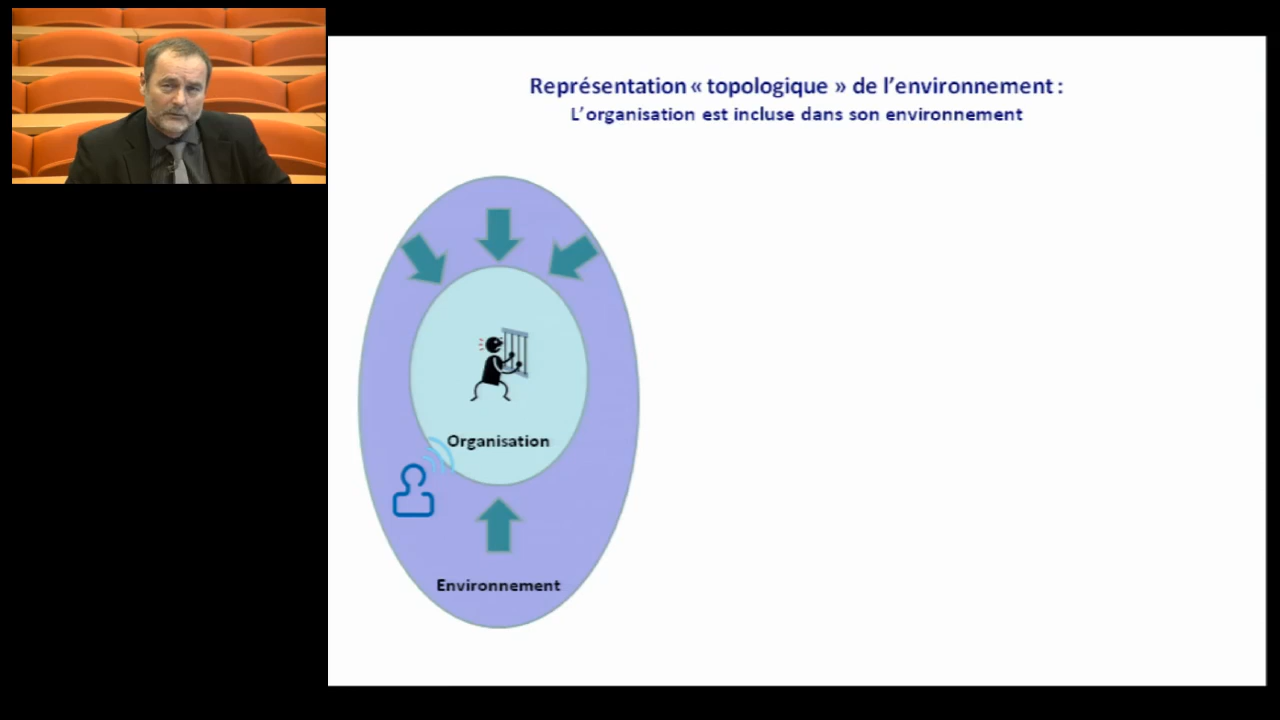 Représentation « topologique » de l’environnement :
L’organisation est incluse dans son environnement
Organisation
Environnement